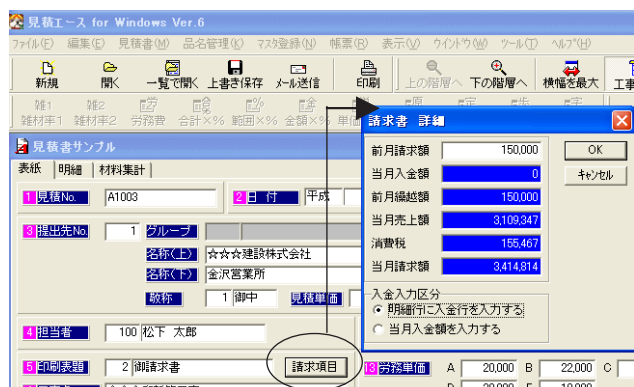 見積エース for Windows Ver.6
ファイル(F) 編集(E) 見積書(M) 品名管理(K) マスタ登録(N) 帳票(R) 表示(V) ウィンドウ(W) ツール(T) ヘルプ(H)
新規 開く 一覧で開く 上書き保存 メール送信 印刷 上の階層へ 下の階層へ 横幅を最大 工事
雑1 雑2
雑材率1 雑材率2 労務費 合計×% 範囲×% 金額×% 単価
請求書 詳細
前月請求額 150,000 OK
当月入金額 0 キャンセル
前月繰越額 150,000
当月売上額 3,109,347
消費税 155,467
当月請求額 3,414,814
入金入力区分
明細行に入金行を入力する
当月入金額を入力する
見積書サンプル
表紙 明細 材料集計
1 見積No. A1003 2 日 付 平成
3 提出先No. 1 グループ
名称(上) ☆☆☆建設株式会社
名称(下) 金沢営業所
敬称 1 御中 見積単価
4 担当者 100 松下 太郎
5 印刷表題 2 御請求書 請求項目 13 労務単価 A 20,000 B 22,000 C